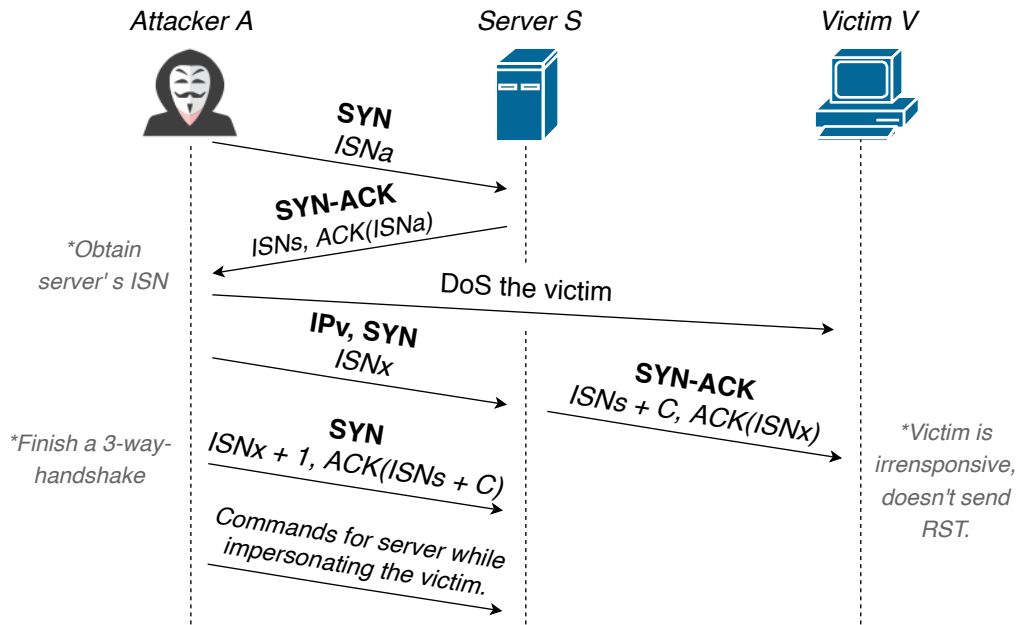 Attacker A
Server S
Victim V
SYN
ISNa
SYN-ACK
ISNs, ACK(ISNa)
*Obtain
server' s ISN
DoS the victim
IPv, SYN
ISNx
SYN-ACK
ISNs + C, ACK(ISNx)
*Finish a 3-way-
handshake
SYN
ISNx + 1, ACK(ISNs + C)
*Victim is
irrensponsive,
doesn't send
RST.
Commands for server while
impersonating the victim.